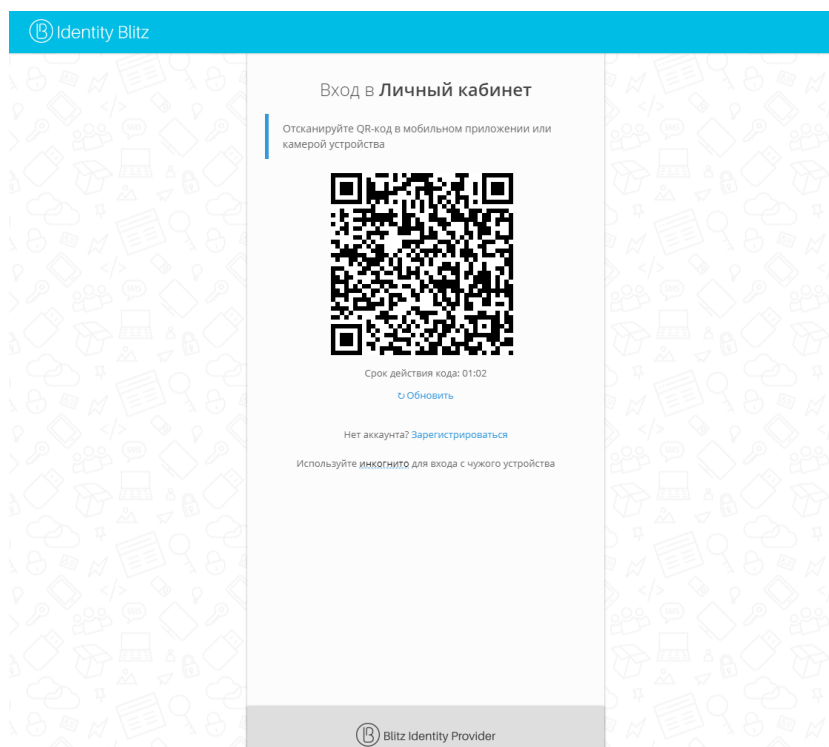 Identity Blitz
Вход в Личный кабинет
Отсканируйте QR-код в мобильном приложении или
камерой устройства
Срок действия кода: 01:02
Обновить
Нет аккаунта? Зарегистрироваться
Используйте инкогнито для входа с чужого устройства
Blitz Identity Provider